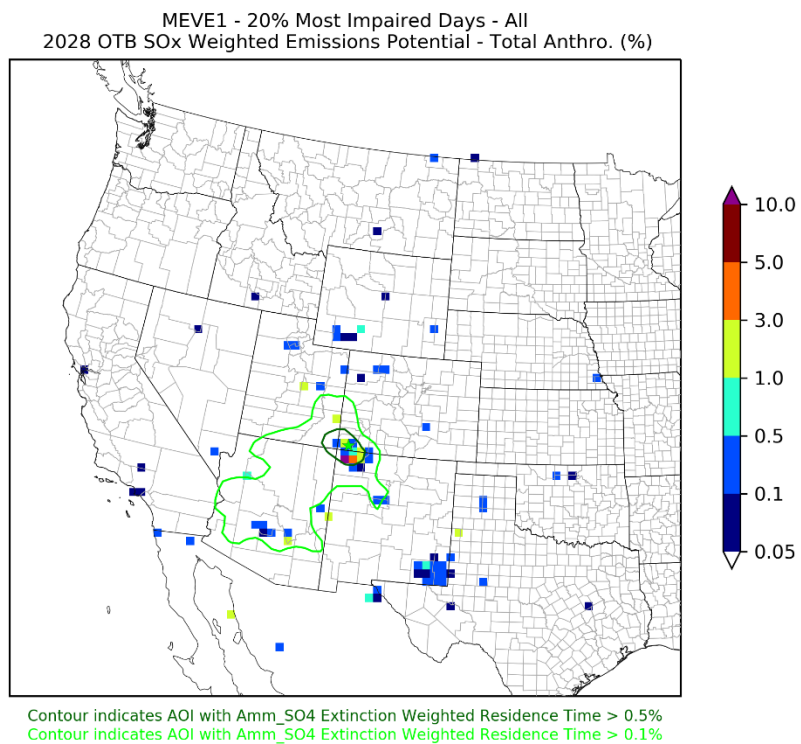 MEVE1 - 20% Most Impaired Days - All
2028 OTB SOx Weighted Emissions Potential - Total Anthro. (%)
10.0
5.0
3.0
1.0
0.5
0.1
0.05
Contour indicates AOI with Amm_SO4 Extinction Weighted Residence Time > 0.5%
Contour indicates AOI with Amm_SO4 Extinction Weighted Residence Time > 0.1%